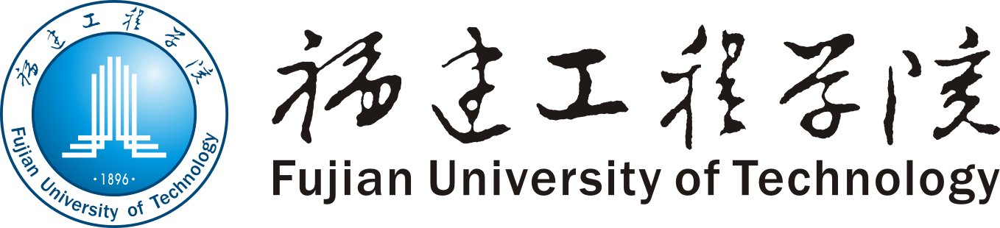 福建工程学院
·1896·
Fujian University of Technology
福建工程学院
Fujian University of Technology